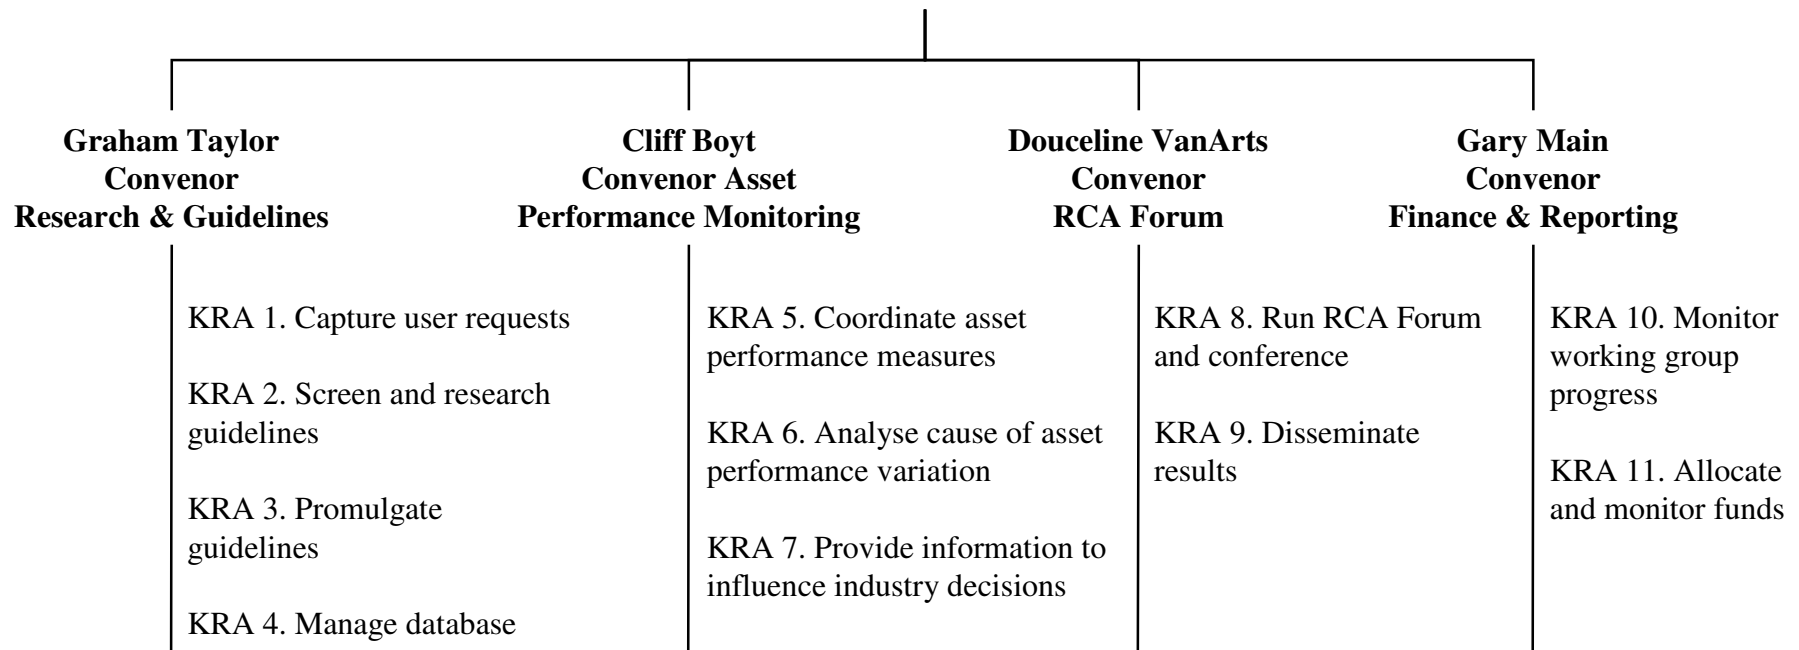 Graham Taylor
Convenor
Research & Guidelines
KRA 1. Capture user requests
KRA 2. Screen and research
guidelines
KRA 3. Promulgate
guidelines
KRA 4. Manage database
Cliff Boyt
Convenor Asset
Performance Monitoring
KRA 5. Coordinate asset
performance measures
KRA 6. Analyse cause of asset
performance variation
KRA 7. Provide information to
influence industry decisions
Douceline VanArts
Convenor
RCA Forum
KRA 8. Run RCA Forum
and conference
KRA 9. Disseminate
results
Gary Main
Convenor
Finance & Reporting
KRA 10. Monitor
working group
progress
KRA 11. Allocate
and monitor funds